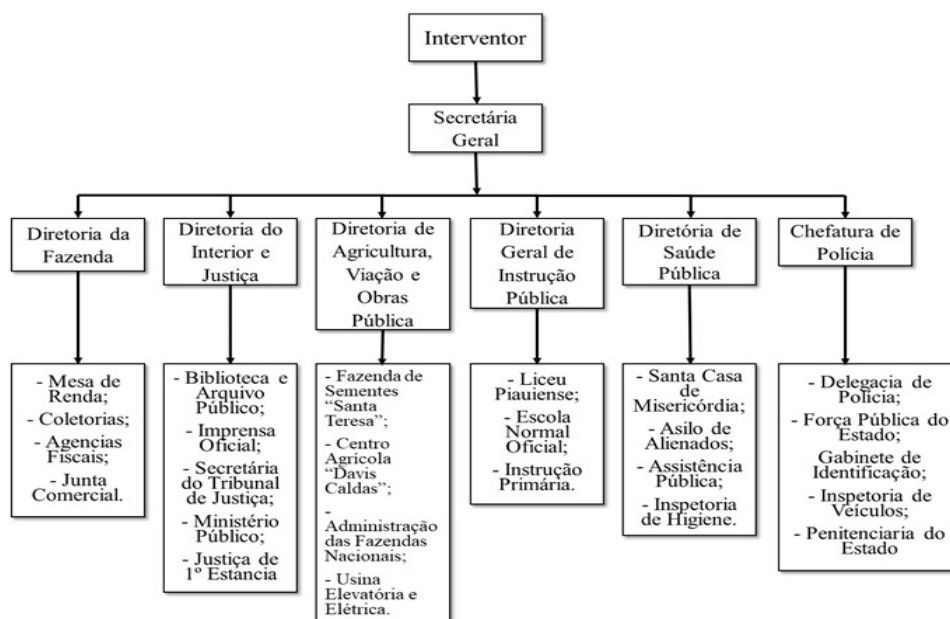 Interventor
Secretária
Geral
Diretoria da
Fazenda
Diretoria do
Interior e
Justiça
Diretoria de
Agricultura,
Viação e
Obras
Pública
Diretoria
Geral de
Instrução
Pública
Diretória de
Saúde
Pública
Chefatura de
Polícia
- Mesa de
Renda;
- Coletorias;
- Agencias
Fiscais;
- Junta
Comercial.
- Biblioteca e
Arquivo
Público;
- Imprensa
Oficial;
- Secretária
do Tribunal
de Justiça;
- Ministério
Público;
- Justiça de
1º Estancia
- Fazenda de
Sementes
“Santa
Teresa”;
- Centro
Agrícola
“Davis
Caldas”;
-
Administração
das Fazendas
Nacionais;
- Usina
Elevatória e
Elétrica.
- Liceu
Piauiense;
- Escola
Normal
Oficial;
- Instrução
Primária.
- Santa Casa
de
Misericórdia;
- Asilo de
Alienados;
- Assistência
Pública;
- Inspetoria
de Higiene.
- Delegacia de
Polícia;
- Força Pública
do Estado;
Gabinete de
Identificação;
- Inspetoria de
Veículos;
- Penitenciaria do
Estado